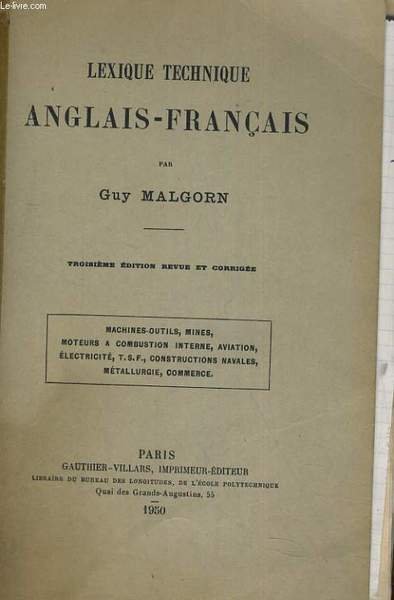 Le-livre.com
LEXIQUE TECHNIQUE
ANGLAIS-FRANÇAIS
PAR
Guy MALGORN
TROISIÈME ÉDITION REVUE ET CORRIGÉE
MACHINES-OUTILS, MINES,
MOTEURS A COMBUSTION INTERNE, AVIATION,
ÉLECTRICITÉ, T.S.F., CONSTRUCTIONS NAVALES,
MÉTALLURGIE, COMMERCE.
PARIS
GAUTHIER-VILLARS, IMPRIMEUR-ÉDITEUR
LIBRAIRE DU BUREAU DES LONGITUDES, DE L'ÉCOLE POLYTECHNIQUE
Quai des Grands-Augustins, 55
1950